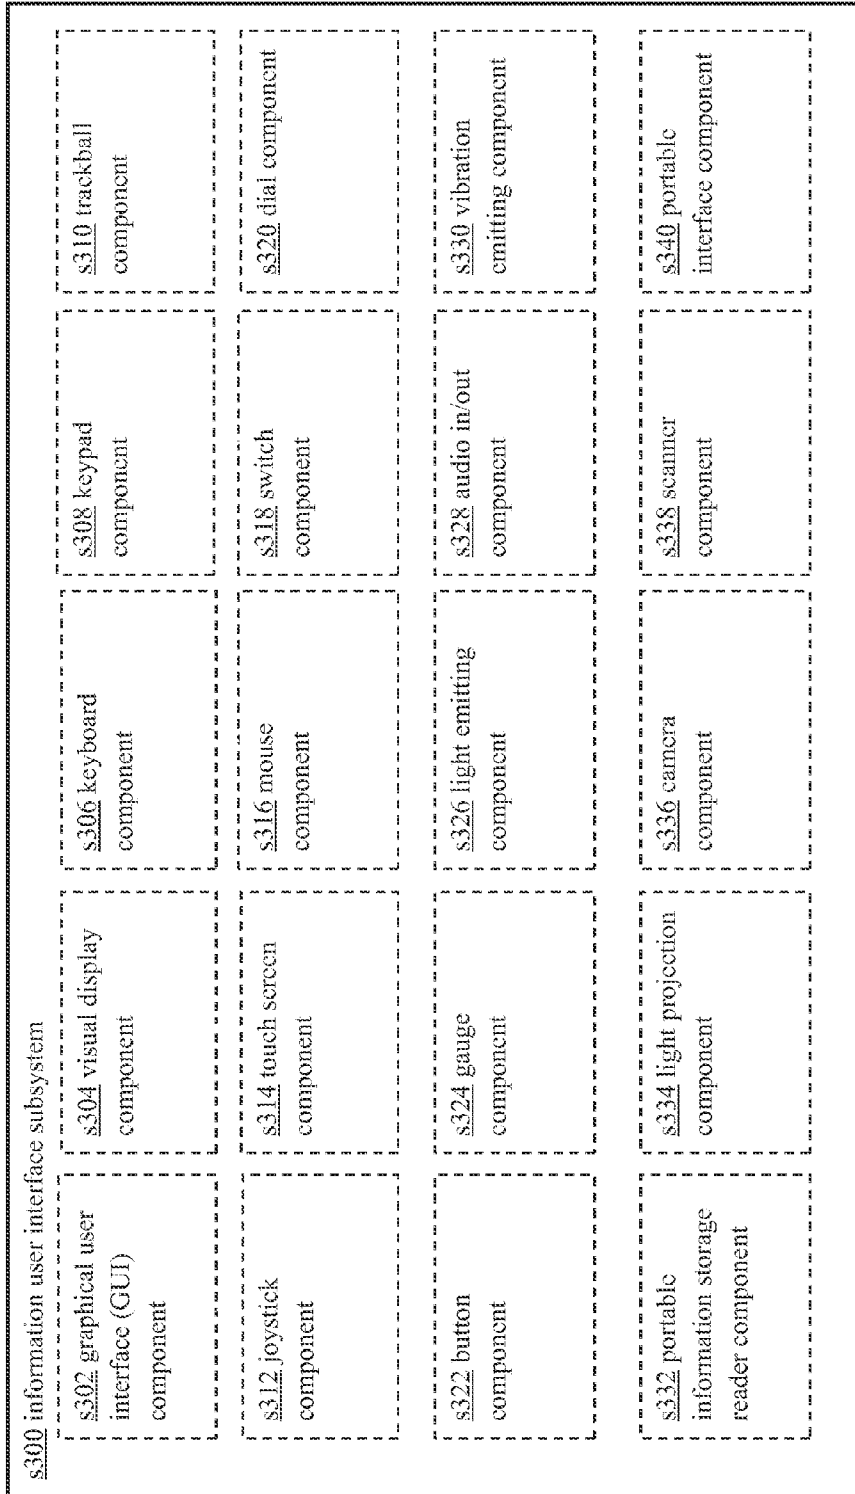 s300 information user interface subsystem
s302 graphical user
interface (GUI)
component
s304 visual display
component
s306 keyboard
component
s308 keypad
component
s310 trackball
component
s312 joystick
component
s314 touch screen
component
s316 mouse
component
s318 switch
component
s320 dial component
s322 button
component
s324 gauge
component
s326 light emitting
component
s328 audio in/out
component
s330 vibration
emitting component
s332 portable
information storage
reader component
s334 light projection
component
s336 camera
component
s338 scanner
component
s340 portable
interface component